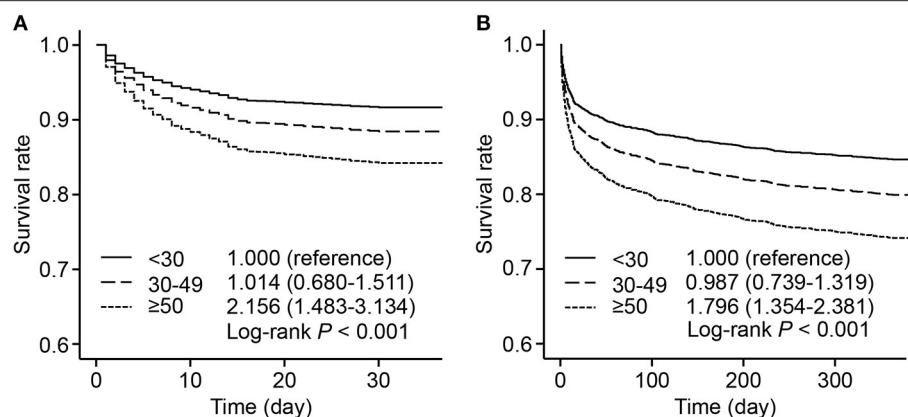 A
Survival rate
1.0
0.9
0.8
0.7
0.6
<30 1.000 (reference)
30-49 1.014 (0.680-1.511)
≥50 2.156 (1.483-3.134)
Log-rank P < 0.001
0 10 20 30
Time (day)
B
Survival rate
1.0
0.9
0.8
0.7
0.6
<30 1.000 (reference)
30-49 0.987 (0.739-1.319)
≥50 1.796 (1.354-2.381)
Log-rank P < 0.001
0 100 200 300
Time (day)